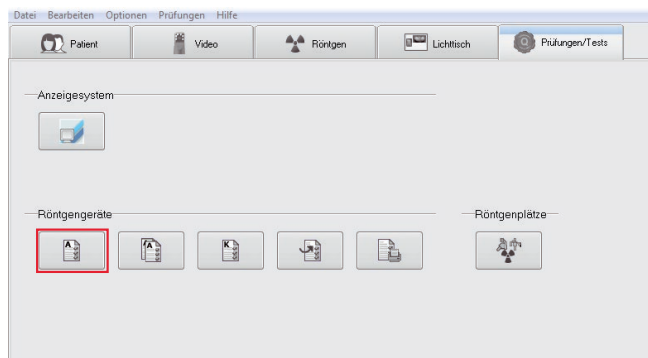 Datei Bearbeiten Optionen Prüfungen Hilfe
Patient Video Röntgen Lichttisch Q Prüfungen/Tests
Anzeigesystem
Röntgengeräte Röntgenplätze
A A K